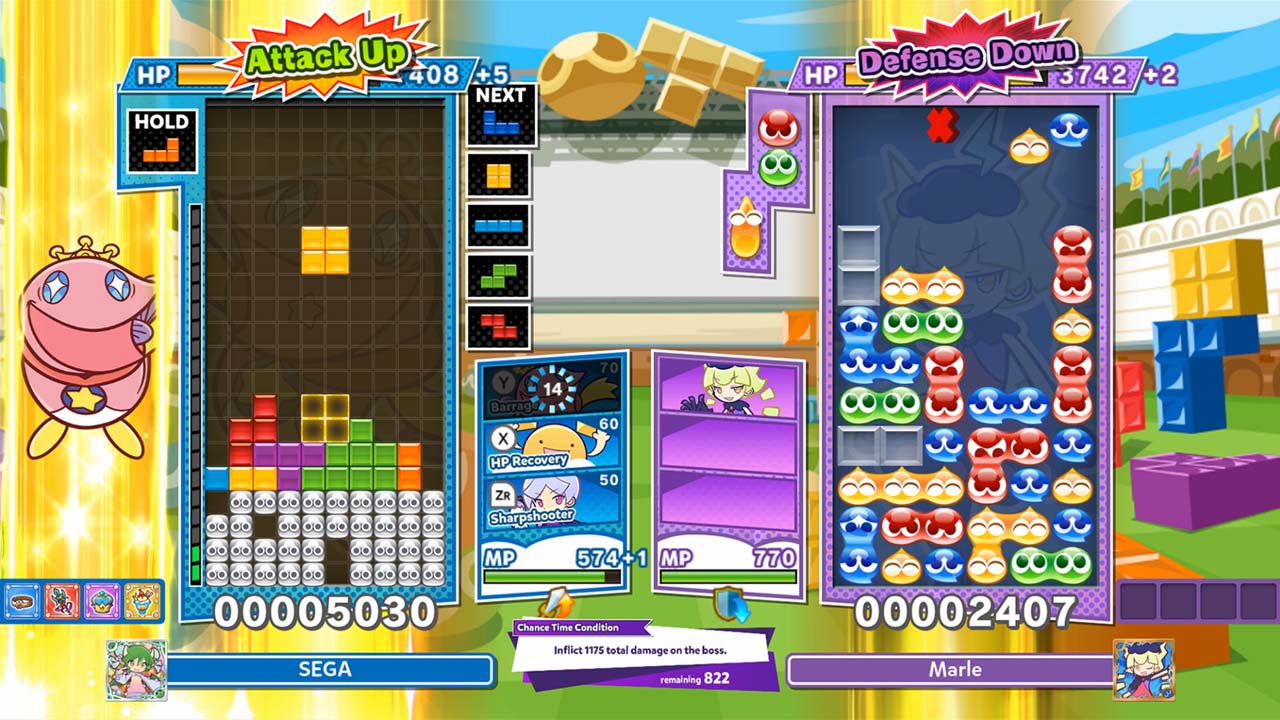 Attack Up
Defense Down
HP
408 +5
HP
3742 +2
HOLD
NEXT
14
70
Y
Barrage
X
60
HP Recovery
ZR
50
Sharpshooter
MP 574+1
MP 770
00005030
00002407
Chance Time Condition
Inflict 1175 total damage on the boss.
remaining 822
SEGA
Marle